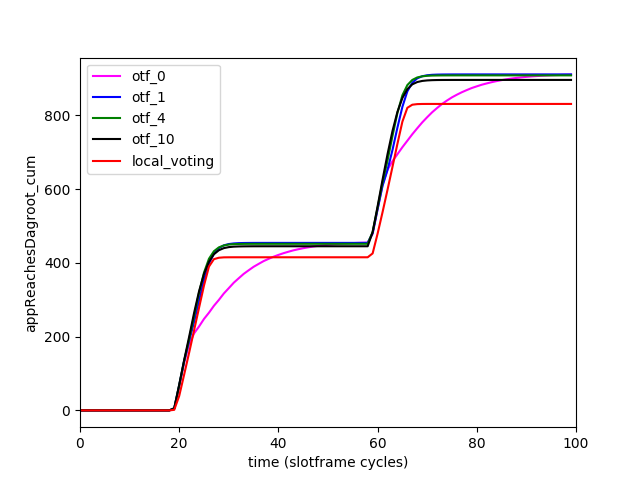 otf_0
otf_1
otf_4
otf_10
local_voting
appReachesDagroot_cum
800
600
400
200
0
0 20 40 60 80 100
time (slotframe cycles)